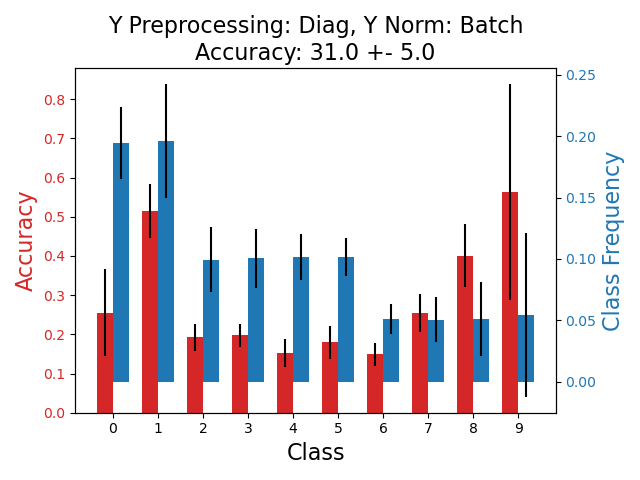 Y Preprocessing: Diag, Y Norm: Batch
Accuracy: 31.0 +- 5.0
Accuracy
0.8
0.7
0.6
0.5
0.4
0.3
0.2
0.1
0.0
0.25
0.20
0.15
0.10
0.05
0.00
Class Frequency
0 1 2 3 4 5 6 7 8 9
Class